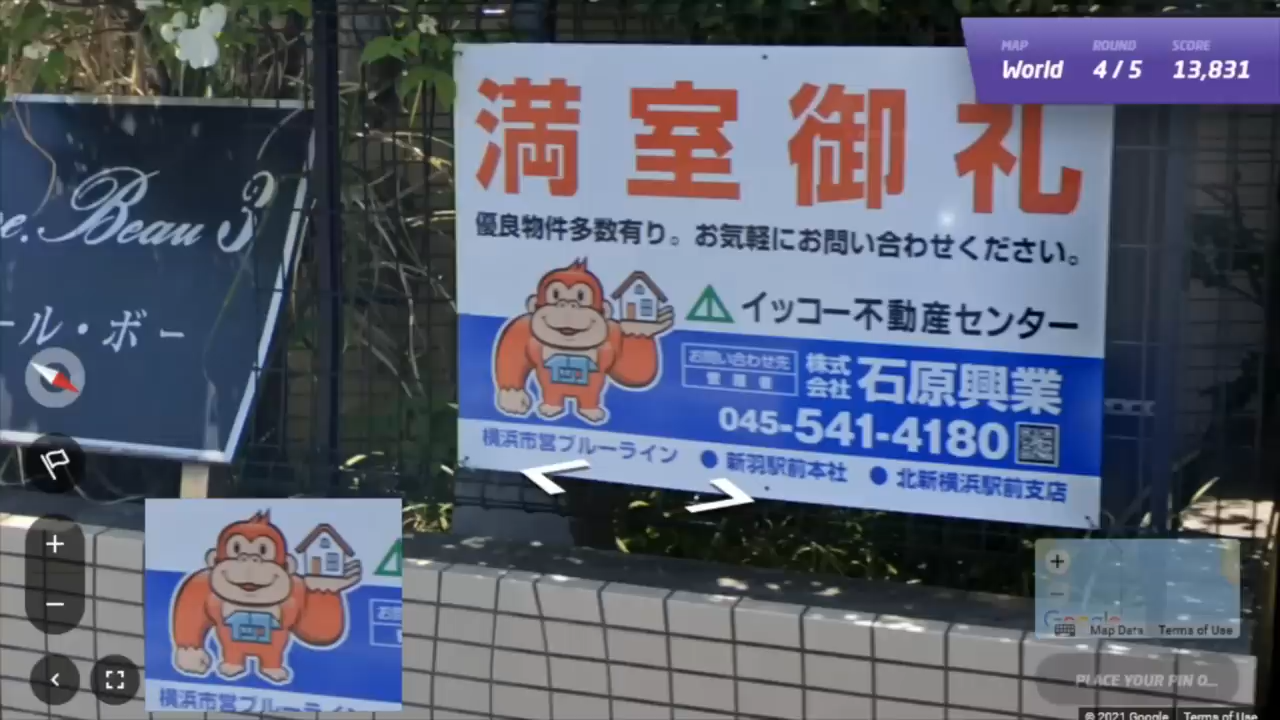 MAP
World
ROUND
4 / 5
SCORE
13,831
満室御礼
優良物件多数有り。お気軽にお問い合わせください。
イッコー不動産センター
お問い合わせ先
株式会社 石原興業
045-541-4180
横浜市営ブルーライン ●新羽駅前本社 ●北新横浜駅前支店
e. Beau 3
ール・ボー
横浜市営ブルーライン
Google
Map Data
Terms of Use
PLACE YOUR PIN O...
© 2021 Google
Terms of Use